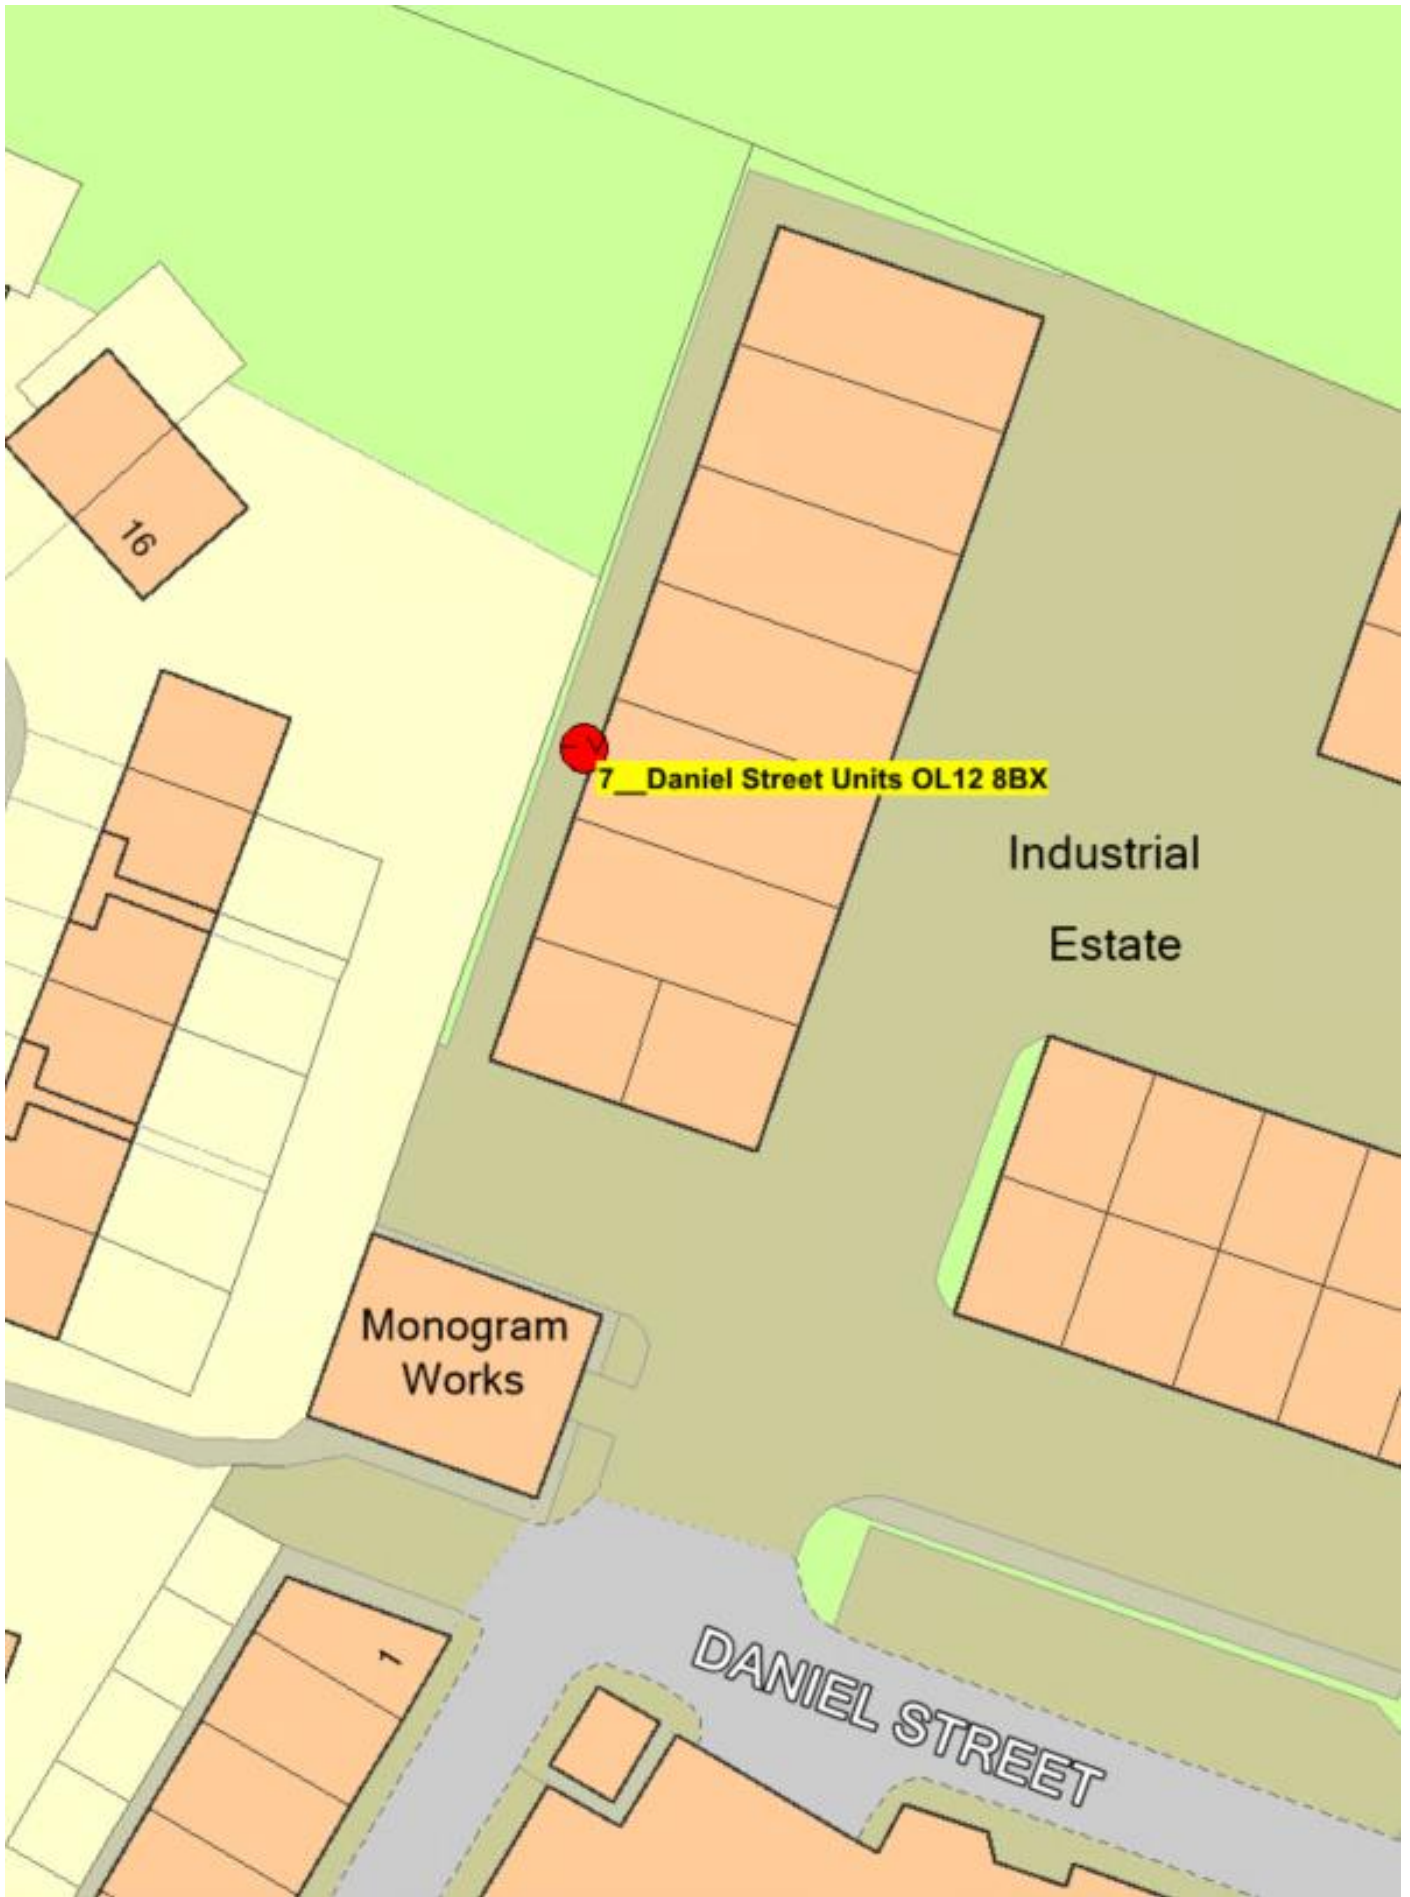 16
7__Daniel Street Units OL12 8BX
Industrial
Estate
Monogram
Works
1
DANIEL STREET